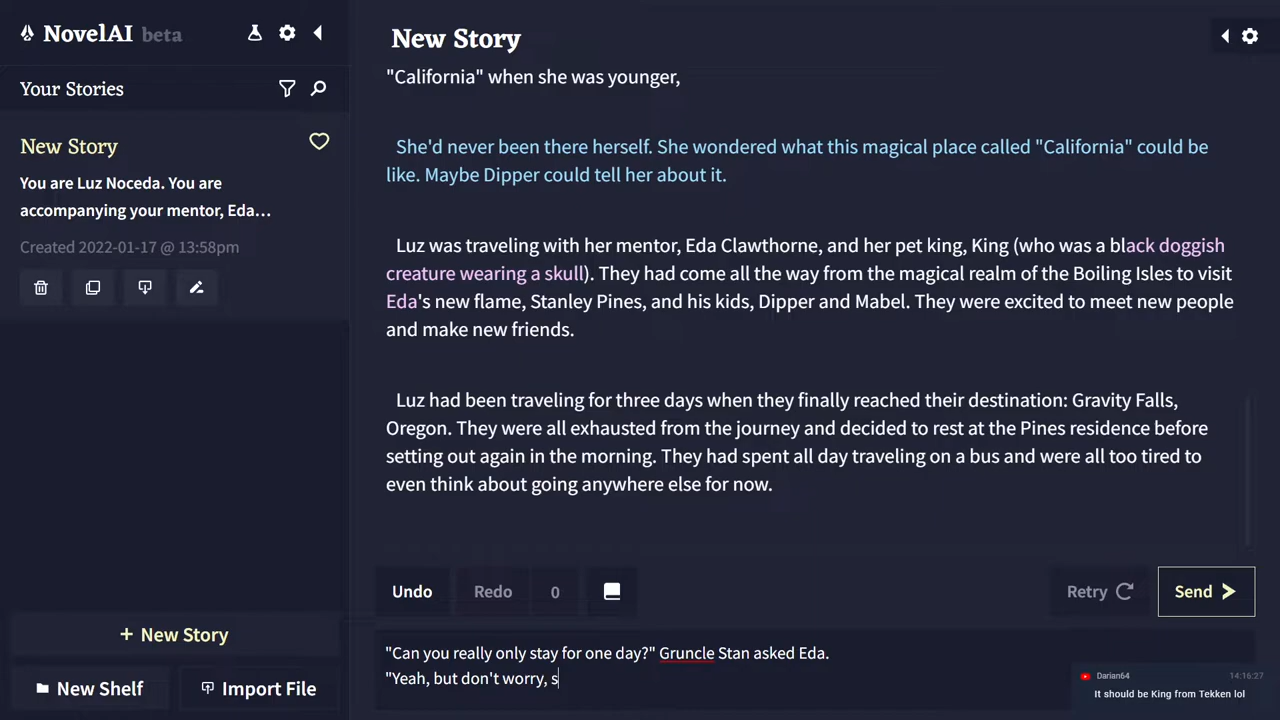 NovelAI beta
New Story
"California" when she was younger,
Your Stories
New Story
She'd never been there herself. She wondered what this magical place called "California" could be
like. Maybe Dipper could tell her about it.
You are Luz Noceda. You are
accompanying your mentor, Eda…
Created 2022-01-17 @ 13:58pm
Luz was traveling with her mentor, Eda Clawthorne, and her pet king, King (who was a black doggish
creature wearing a skull). They had come all the way from the magical realm of the Boiling Isles to visit
Eda's new flame, Stanley Pines, and his kids, Dipper and Mabel. They were excited to meet new people
and make new friends.
Luz had been traveling for three days when they finally reached their destination: Gravity Falls,
Oregon. They were all exhausted from the journey and decided to rest at the Pines residence before
setting out again in the morning. They had spent all day traveling on a bus and were all too tired to
even think about going anywhere else for now.
Undo
Redo
0
Retry
Send
+ New Story
New Shelf
Import File
"Can you really only stay for one day?" Gruncle Stan asked Eda.
"Yeah, but don't worry, s
Darian64
14:16:27
It should be King from Tekken lol